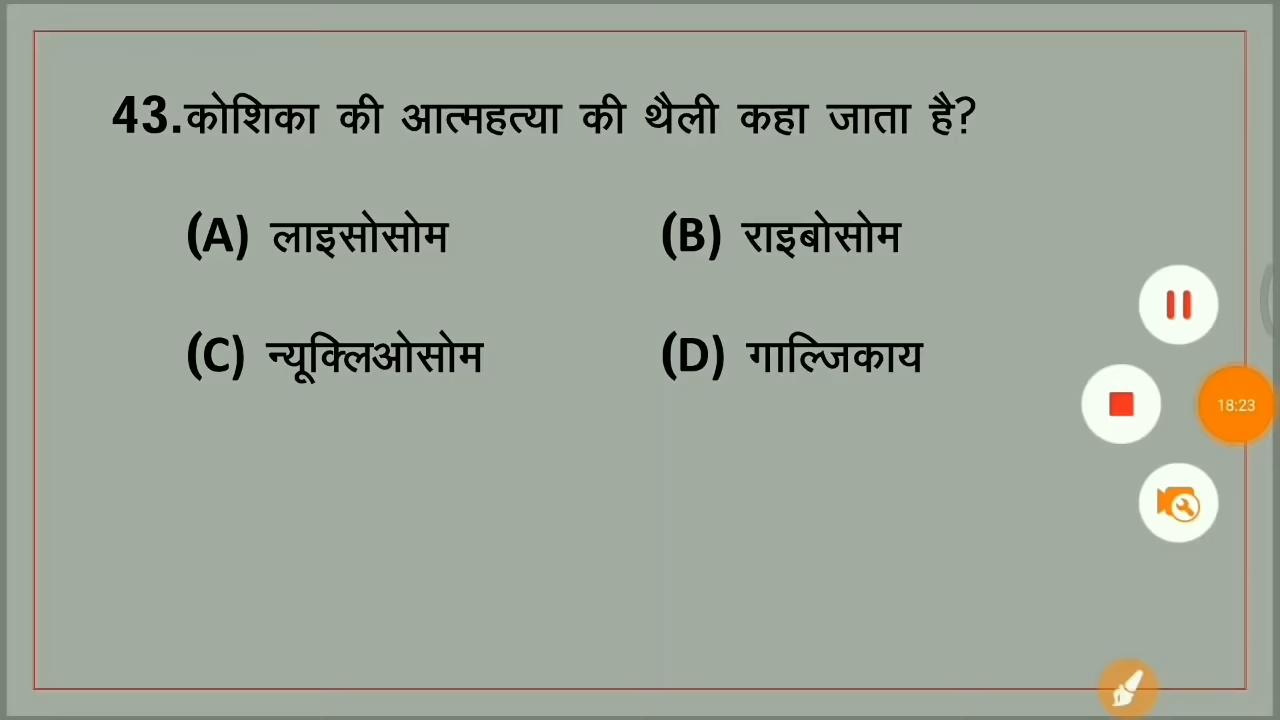 43.कोशिका की आत्महत्या की थैली कहा जाता है?
(A) लाइसोसोम (B) राइबोसोम
(C) न्यूक्लिओसोम (D) गाल्जिकाय
18:23